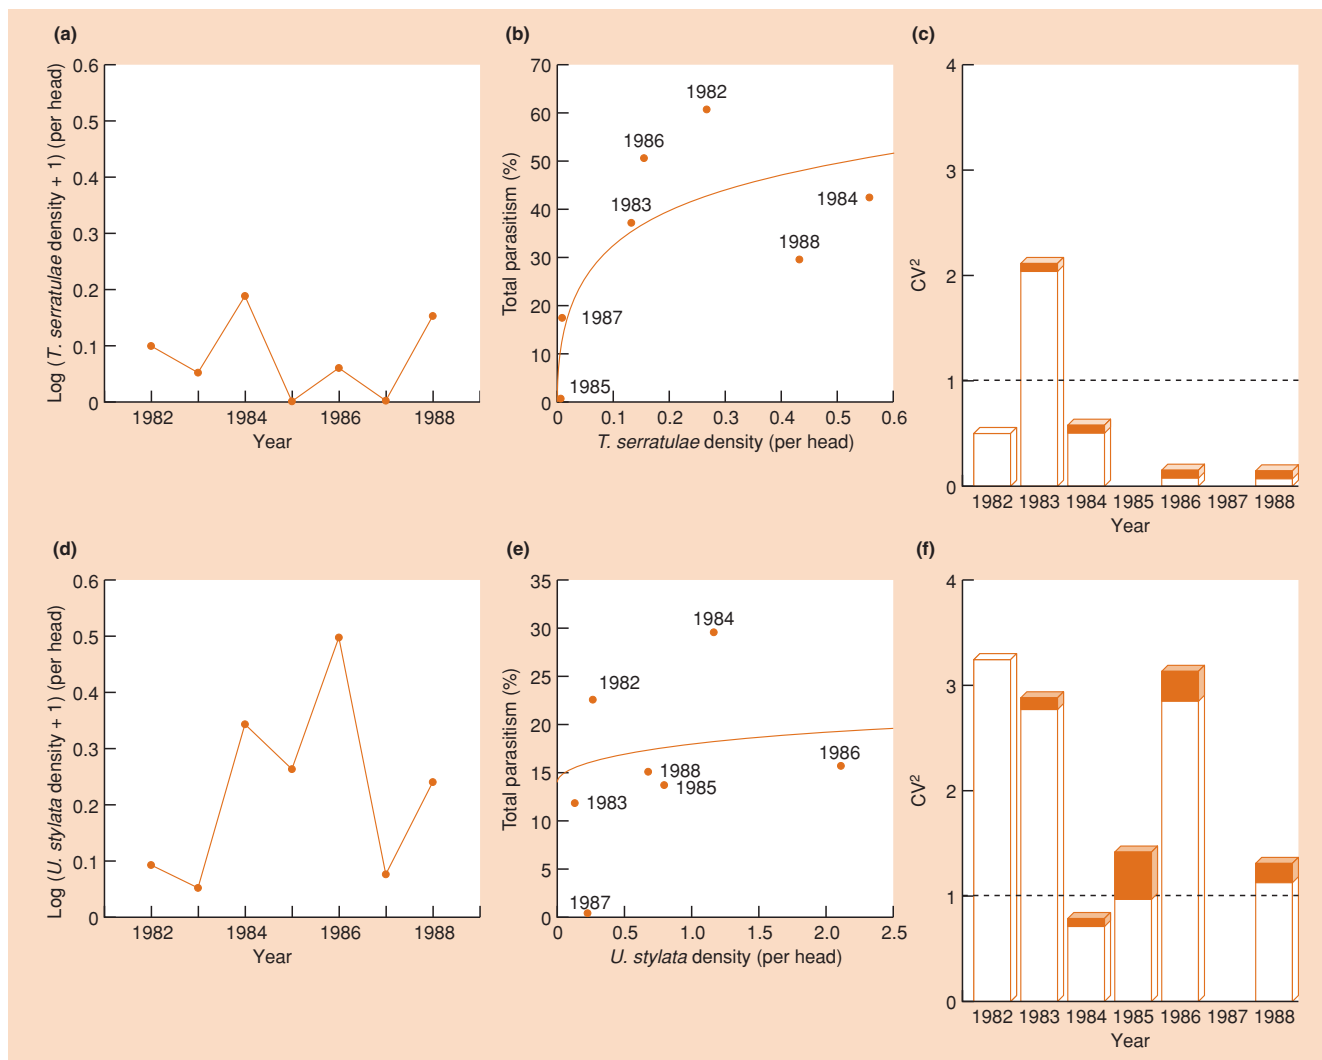 (a)
0.6
0.5
0.4
0.3
0.2
0.1
0
Log (T. serratulae density + 1) (per head)
1982 1984 1986 1988
Year
(b)
70
60
50
40
30
20
10
0
Total parasitism (%)
1982
1986
1983
1984
1988
1987
1985
0 0.1 0.2 0.3 0.4 0.5 0.6
T. serratulae density (per head)
(c)
4
3
2
1
0
CV2
1982 1983 1984 1985 1986 1987 1988
Year
(d)
0.6
0.5
0.4
0.3
0.2
0.1
0
Log (U. stylata density + 1) (per head)
1982 1984 1986 1988
Year
(e)
35
30
25
20
15
10
5
0
Total parasitism (%)
1984
1982
1986
1988
1985
1983
1987
0 0.5 1.0 1.5 2.0 2.5
U. stylata density (per head)
(f)
4
3
2
1
0
CV2
1982 1983 1984 1985 1986 1987 1988
Year